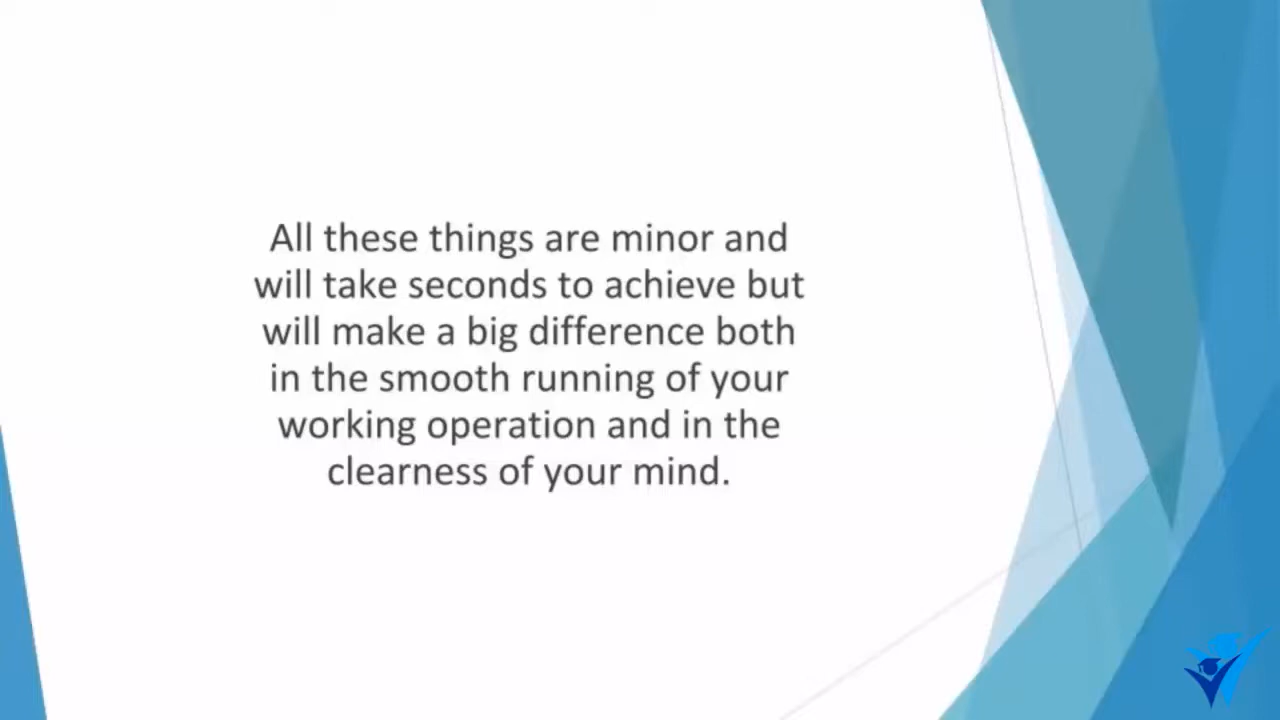 All these things are minor and
will take seconds to achieve but
will make a big difference both
in the smooth running of your
working operation and in the
clearness of your mind.